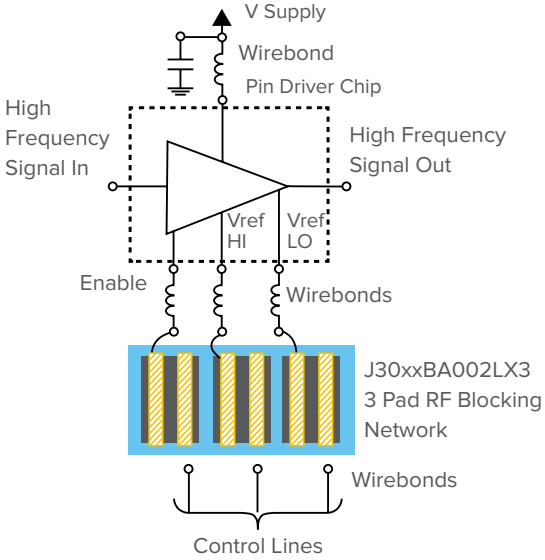 V Supply
Wirebond
Pin Driver Chip
High
Frequency
Signal In
High Frequency
Signal Out
Vref
HI
Vref
LO
Enable
Wirebonds
J30xxBA002LX3
3 Pad RF Blocking
Network
Wirebonds
Control Lines